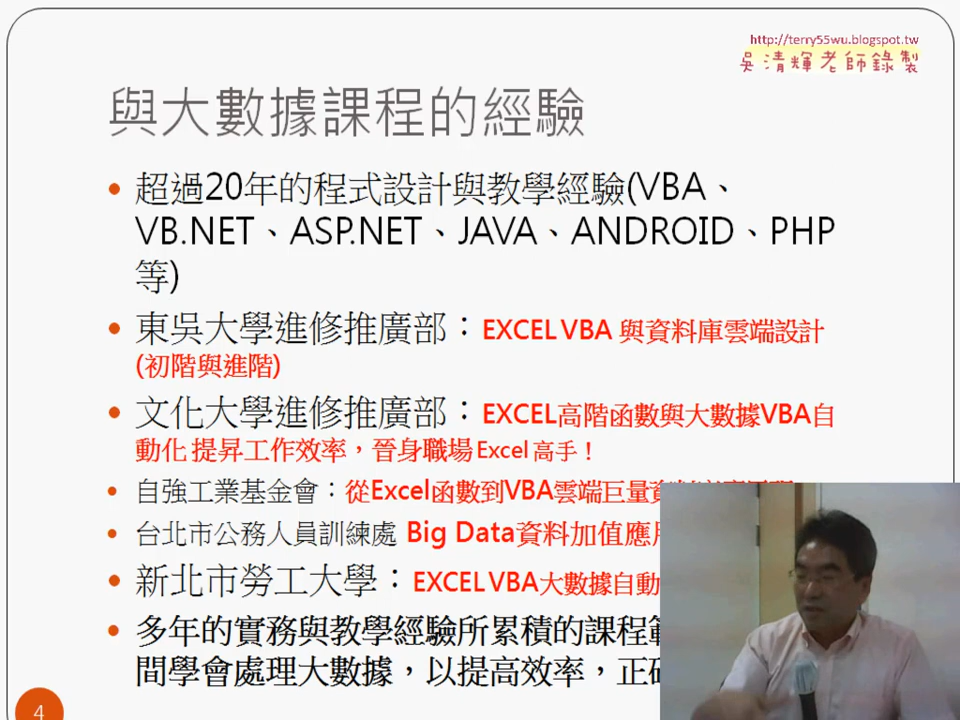 http://terry55wu.blogspot.tw
吳清輝老師錄製
與大數據課程的經驗
超過20年的程式設計與教學經驗(VBA、
VB.NET、ASP.NET、JAVA、ANDROID、PHP
等)
東吳大學進修推廣部：EXCEL VBA 與資料庫雲端設計
(初階與進階)
文化大學進修推廣部：EXCEL高階函數與大數據VBA自
動化 提昇工作效率，晉身職場 Excel 高手！
自強工業基金會：從Excel函數到VBA雲端巨量
台北市公務人員訓練處 Big Data資料加值應
新北市勞工大學：EXCEL VBA大數據自動
多年的實務與教學經驗所累積的課程
間學會處理大數據，以提高效率，正
4